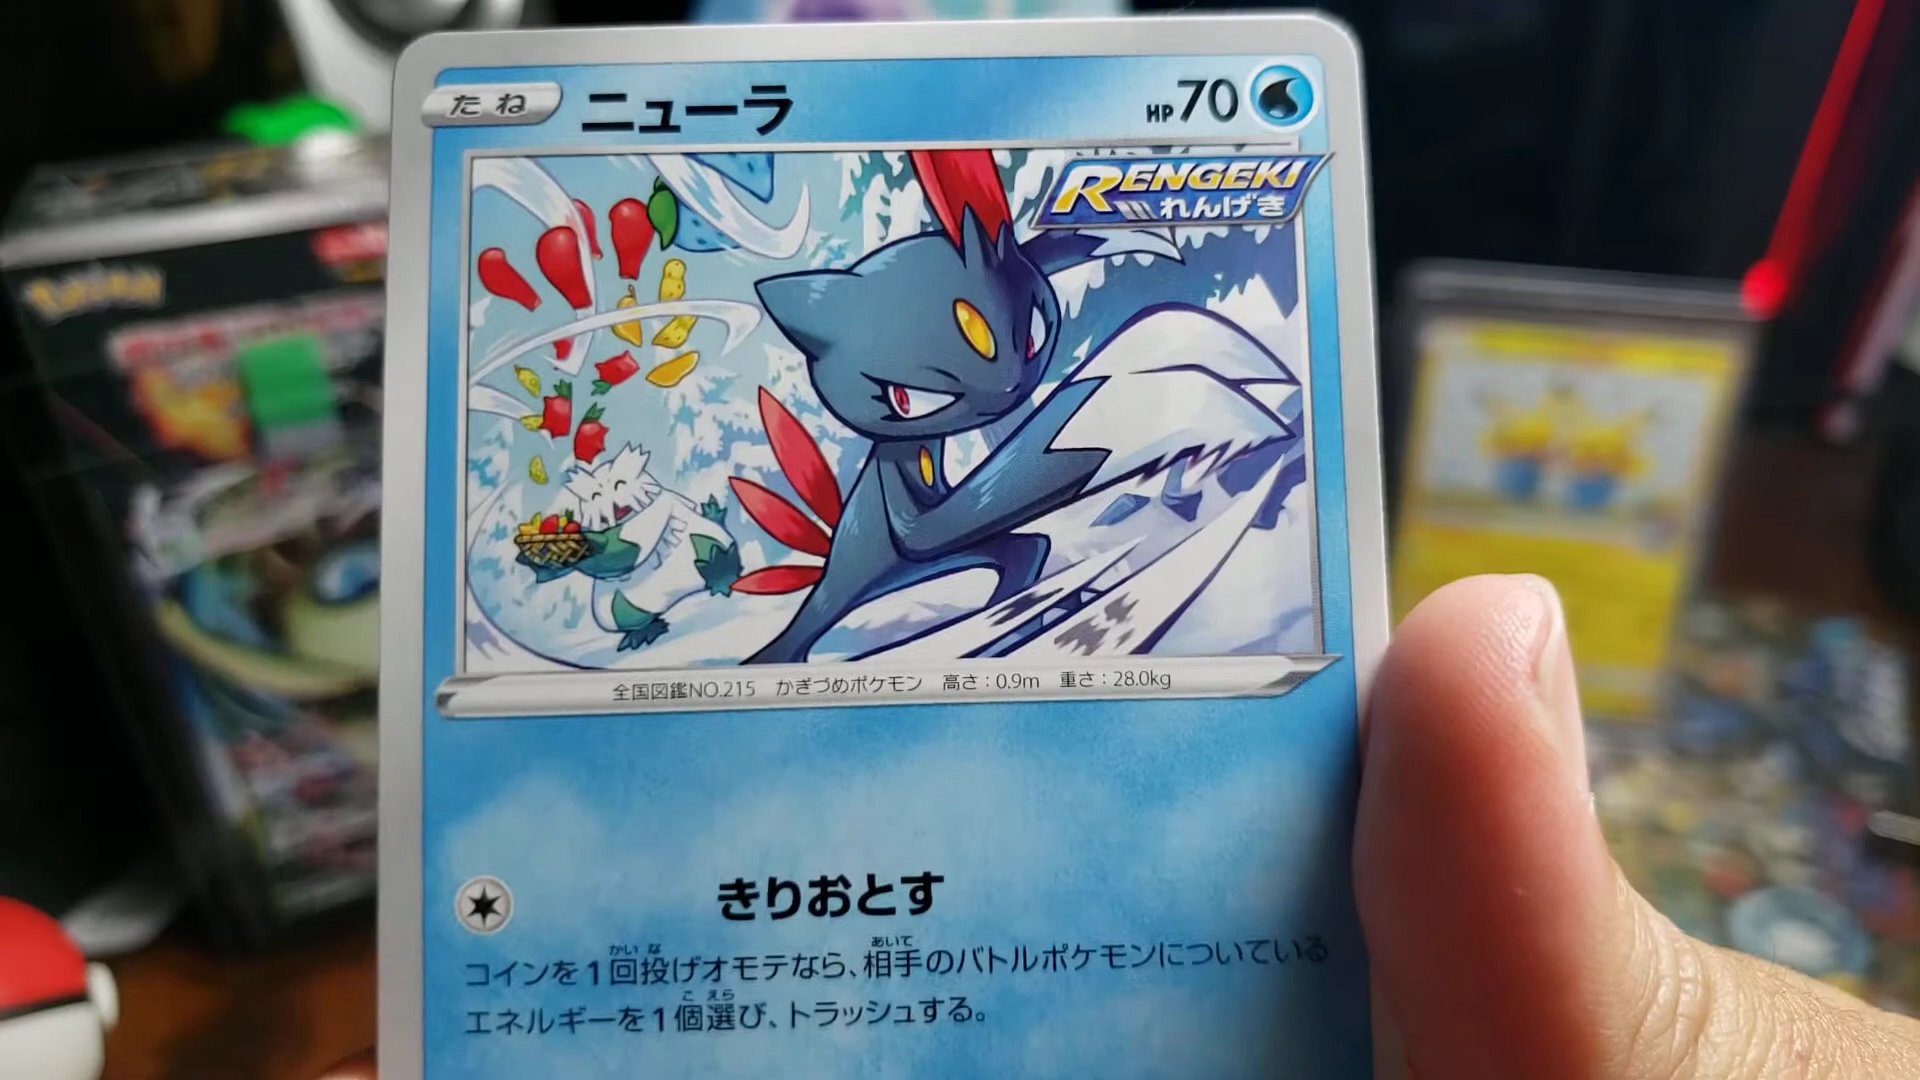 たね ニューラ HP70
RENGEKI
れんげき
全国図鑑NO.215 かぎづめポケモン 高さ:0.9m 重さ:28.0kg
きりおとす
コインを1回投げオモテなら、相手のバトルポケモンについている
エネルギーを1個選び、トラッシュする。
Pokémon